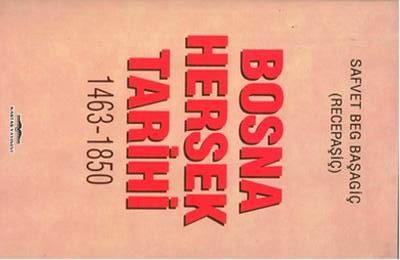 SAFVET BEG BAŞAGİÇ
(RECEPAŞİÇ)
BOSNA
HERSEK
TARİHİ
1463-1850